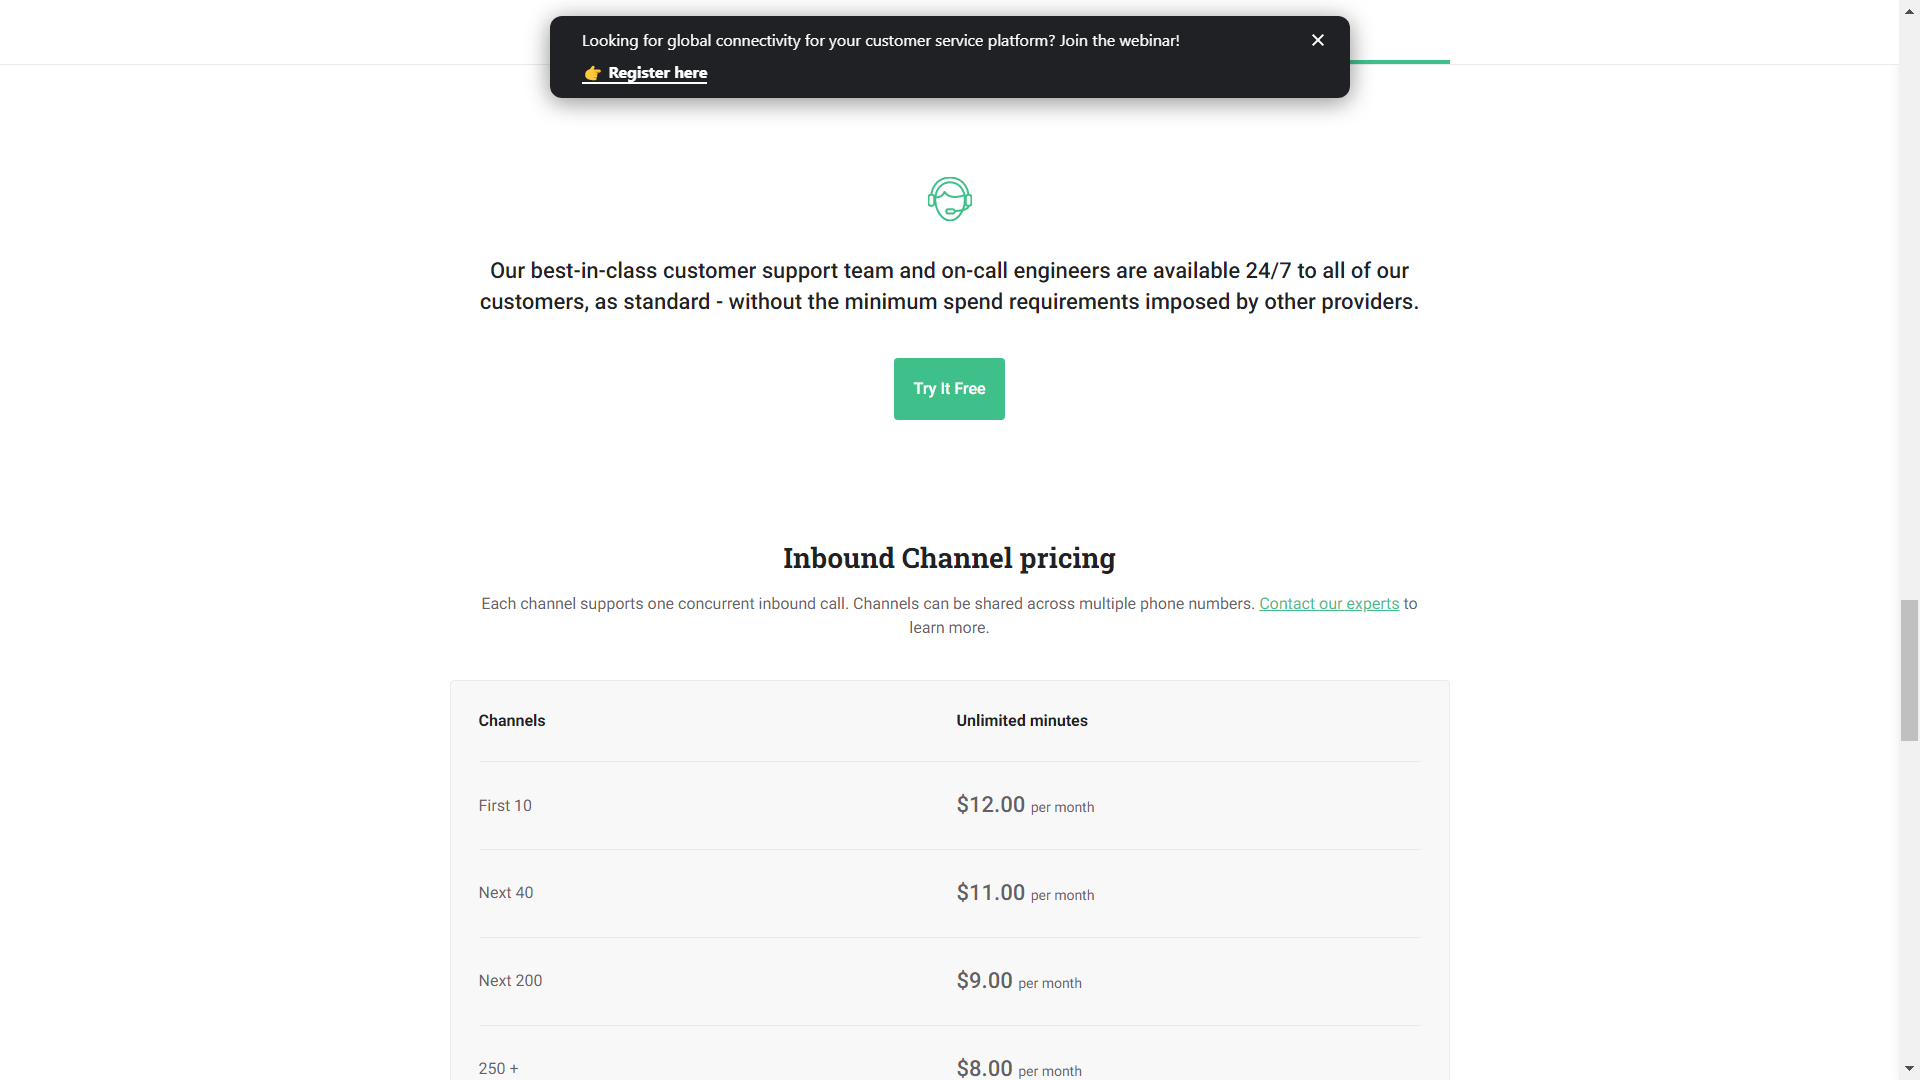 Looking for global connectivity for your customer service platform? Join the webinar!
👉 Register here
Our best-in-class customer support team and on-call engineers are available 24/7 to all of our
customers, as standard - without the minimum spend requirements imposed by other providers.
Try It Free
Inbound Channel pricing
Each channel supports one concurrent inbound call. Channels can be shared across multiple phone numbers. Contact our experts to
learn more.
Channels Unlimited minutes
First 10 $12.00 per month
Next 40 $11.00 per month
Next 200 $9.00 per month
250 + $8.00 per month